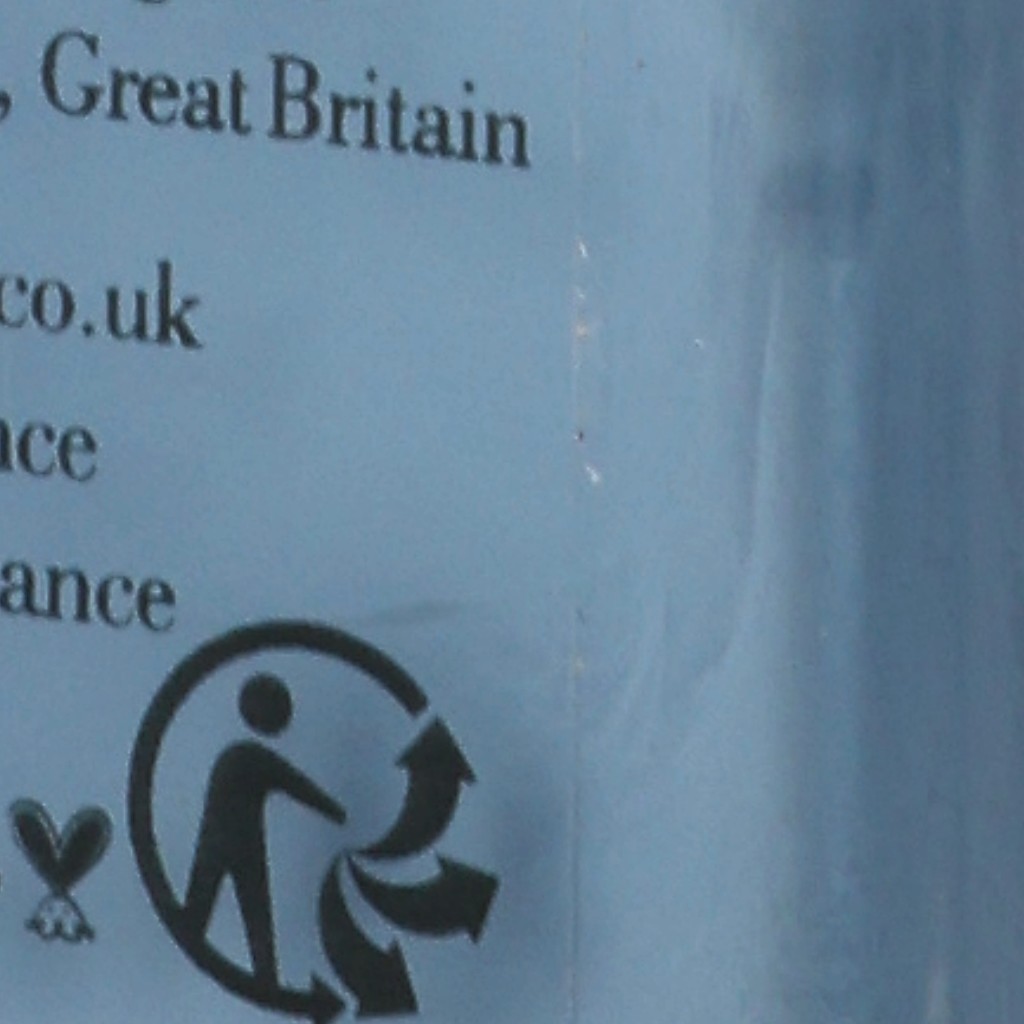 , Great Britain
co.uk
nce
ance